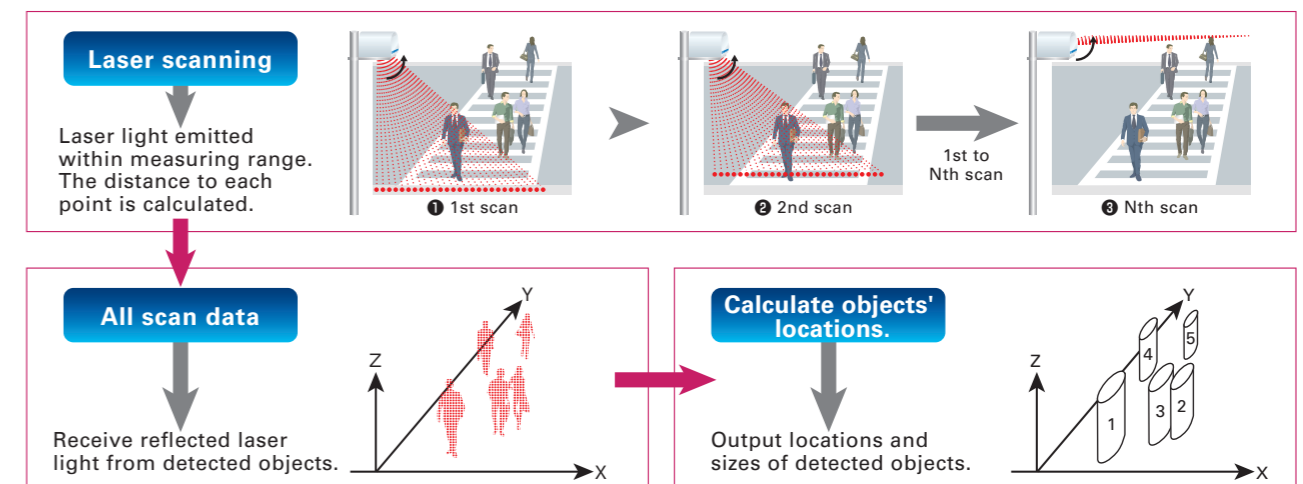 Laser scanning
Laser light emitted
within measuring range.
The distance to each
point is calculated.
❶ 1st scan
❷ 2nd scan
1st to
Nth scan
❸ Nth scan
All scan data
Receive reflected laser
light from detected objects.
Y
Z
X
Calculate objects'
locations.
Output locations and
sizes of detected objects.
Y
Z
4
5
1
3
2
X